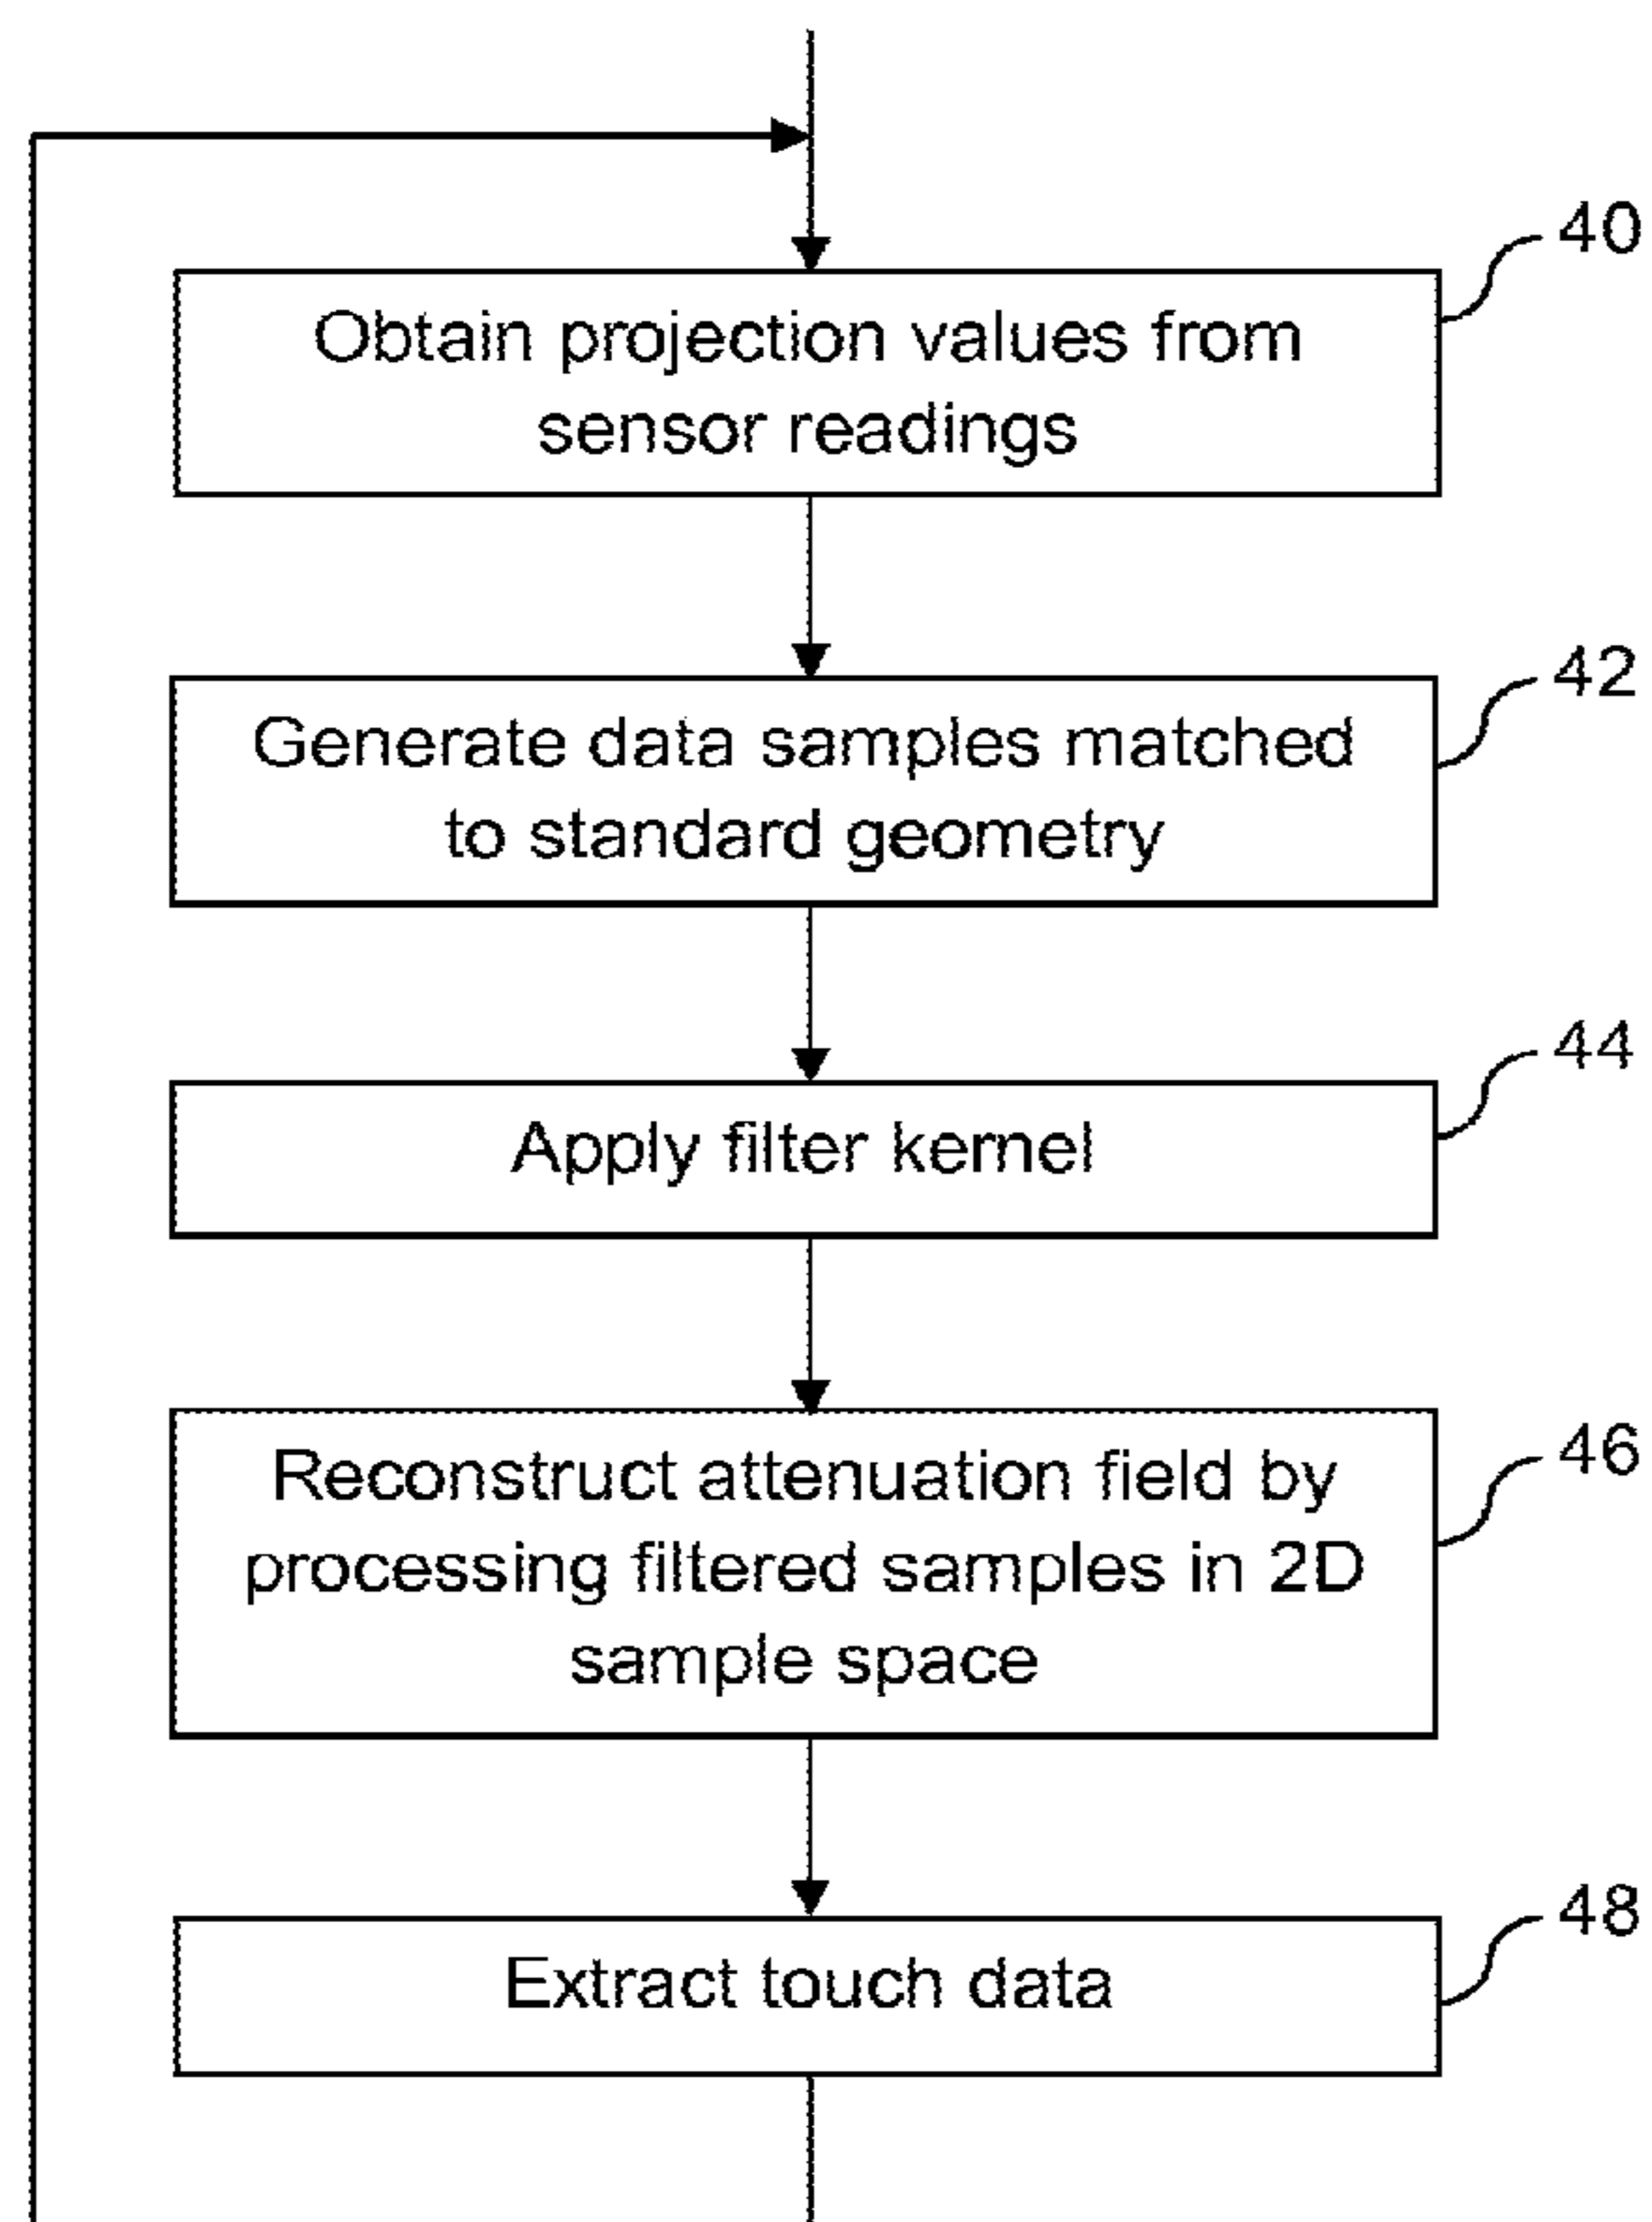 40
Obtain projection values from
sensor readings
42
Generate data samples matched
to standard geometry
44
Apply filter kernel
46
Reconstruct attenuation field by
processing filtered samples in 2D
sample space
48
Extract touch data